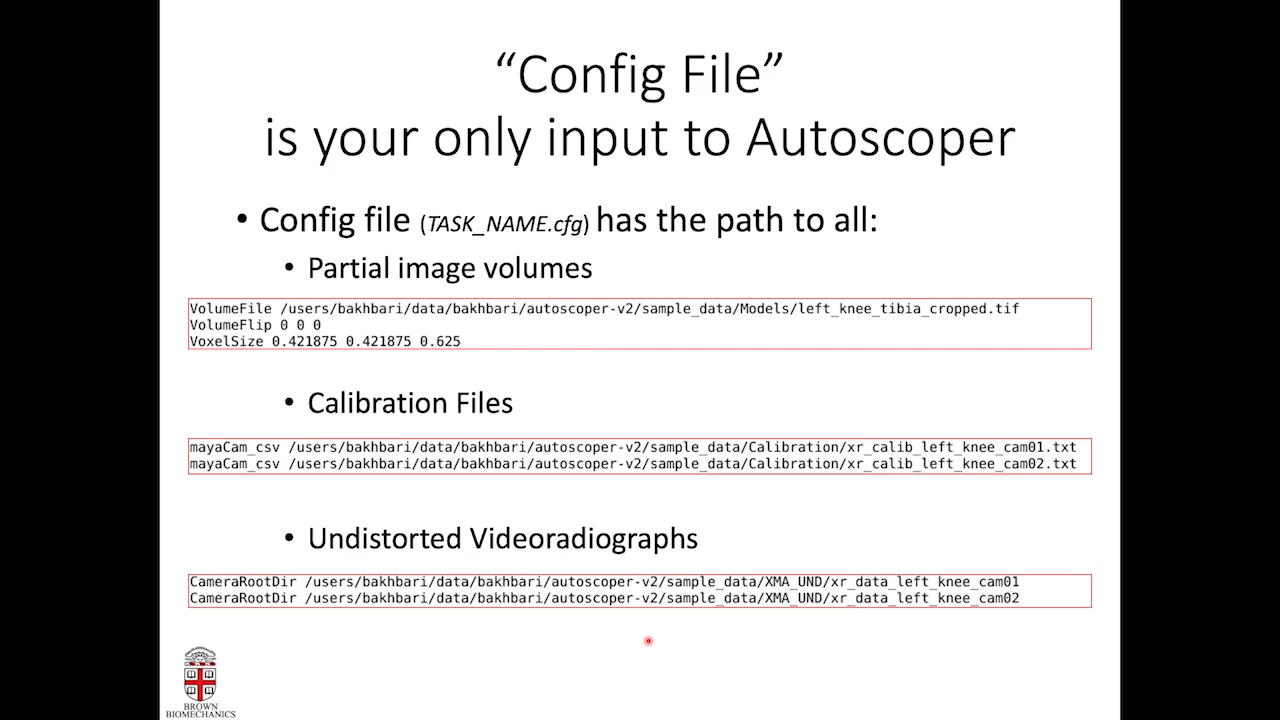 “Config File”
is your only input to Autoscoper
• Config file (TASK_NAME.cfg) has the path to all:
• Partial image volumes
VolumeFile /users/bakhbari/data/bakhbari/autoscoper-v2/sample_data/Models/left_knee_tibia_cropped.tif
VolumeFlip 0 0 0
VoxelSize 0.421875 0.421875 0.625
• Calibration Files
mayaCam_csv /users/bakhbari/data/bakhbari/autoscoper-v2/sample_data/Calibration/xr_calib_left_knee_cam01.txt
mayaCam_csv /users/bakhbari/data/bakhbari/autoscoper-v2/sample_data/Calibration/xr_calib_left_knee_cam02.txt
• Undistorted Videoradiographs
CameraRootDir /users/bakhbari/data/bakhbari/autoscoper-v2/sample_data/XMA_UND/xr_data_left_knee_cam01
CameraRootDir /users/bakhbari/data/bakhbari/autoscoper-v2/sample_data/XMA_UND/xr_data_left_knee_cam02
BROWN
BIOMECHANICS